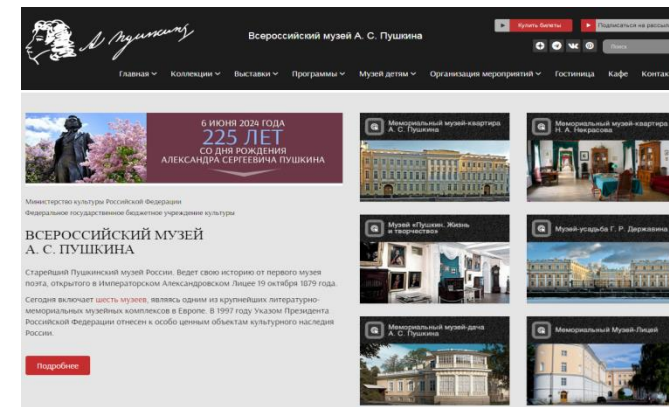 А Пушкинъ
Всероссийский музей А. С. Пушкина
Купить билеты
Подписаться на рассыл
Поиск
Главная
Коллекции
Выставки
Программы
Музей детям
Организация мероприятий
Гостиница
Кафе
Контак
6 ИЮНЯ 2024 ГОДА
225 ЛЕТ
СО ДНЯ РОЖДЕНИЯ
АЛЕКСАНДРА СЕРГЕЕВИЧА ПУШКИНА
Министерство культуры Российской Федерации
Федеральное государственное бюджетное учреждение культуры
ВСЕРОССИЙСКИЙ МУЗЕЙ
А. С. ПУШКИНА
Старейший Пушкинский музей России. Ведет свою историю от первого музея
поэта, открытого в Императорском Александровском Лицее 19 октября 1879 года.
Сегодня включает шесть музеев, являясь одним из крупнейших литературно-
мемориальных музейных комплексов в Европе. В 1997 году Указом Президента
Российской Федерации отнесен к особо ценным объектам культурного наследия
России.
Подробнее
Мемориальный музей-квартира
А. С. Пушкина
Мемориальный музей-квартира
Н. А. Некрасова
Музей «Пушкин. Жизнь
и творчество»
Музей-усадьба Г. Р. Державина
Мемориальный музей-дача
А. С. Пушкина
Мемориальный Музей-Лицей